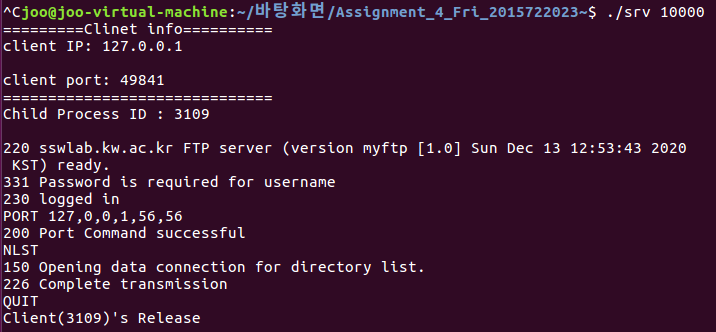 ^Cjoo@joo-virtual-machine:~/바탕화면/Assignment_4_Fri_2015722023~$ ./srv 10000
=========Clinet info==========
client IP: 127.0.0.1
client port: 49841
==============================
Child Process ID : 3109
220 sswlab.kw.ac.kr FTP server (version myftp [1.0] Sun Dec 13 12:53:43 2020
 KST) ready.
331 Password is required for username
230 logged in
PORT 127,0,0,1,56,56
200 Port Command successful
NLST
150 Opening data connection for directory list.
226 Complete transmission
QUIT
Client(3109)'s Release